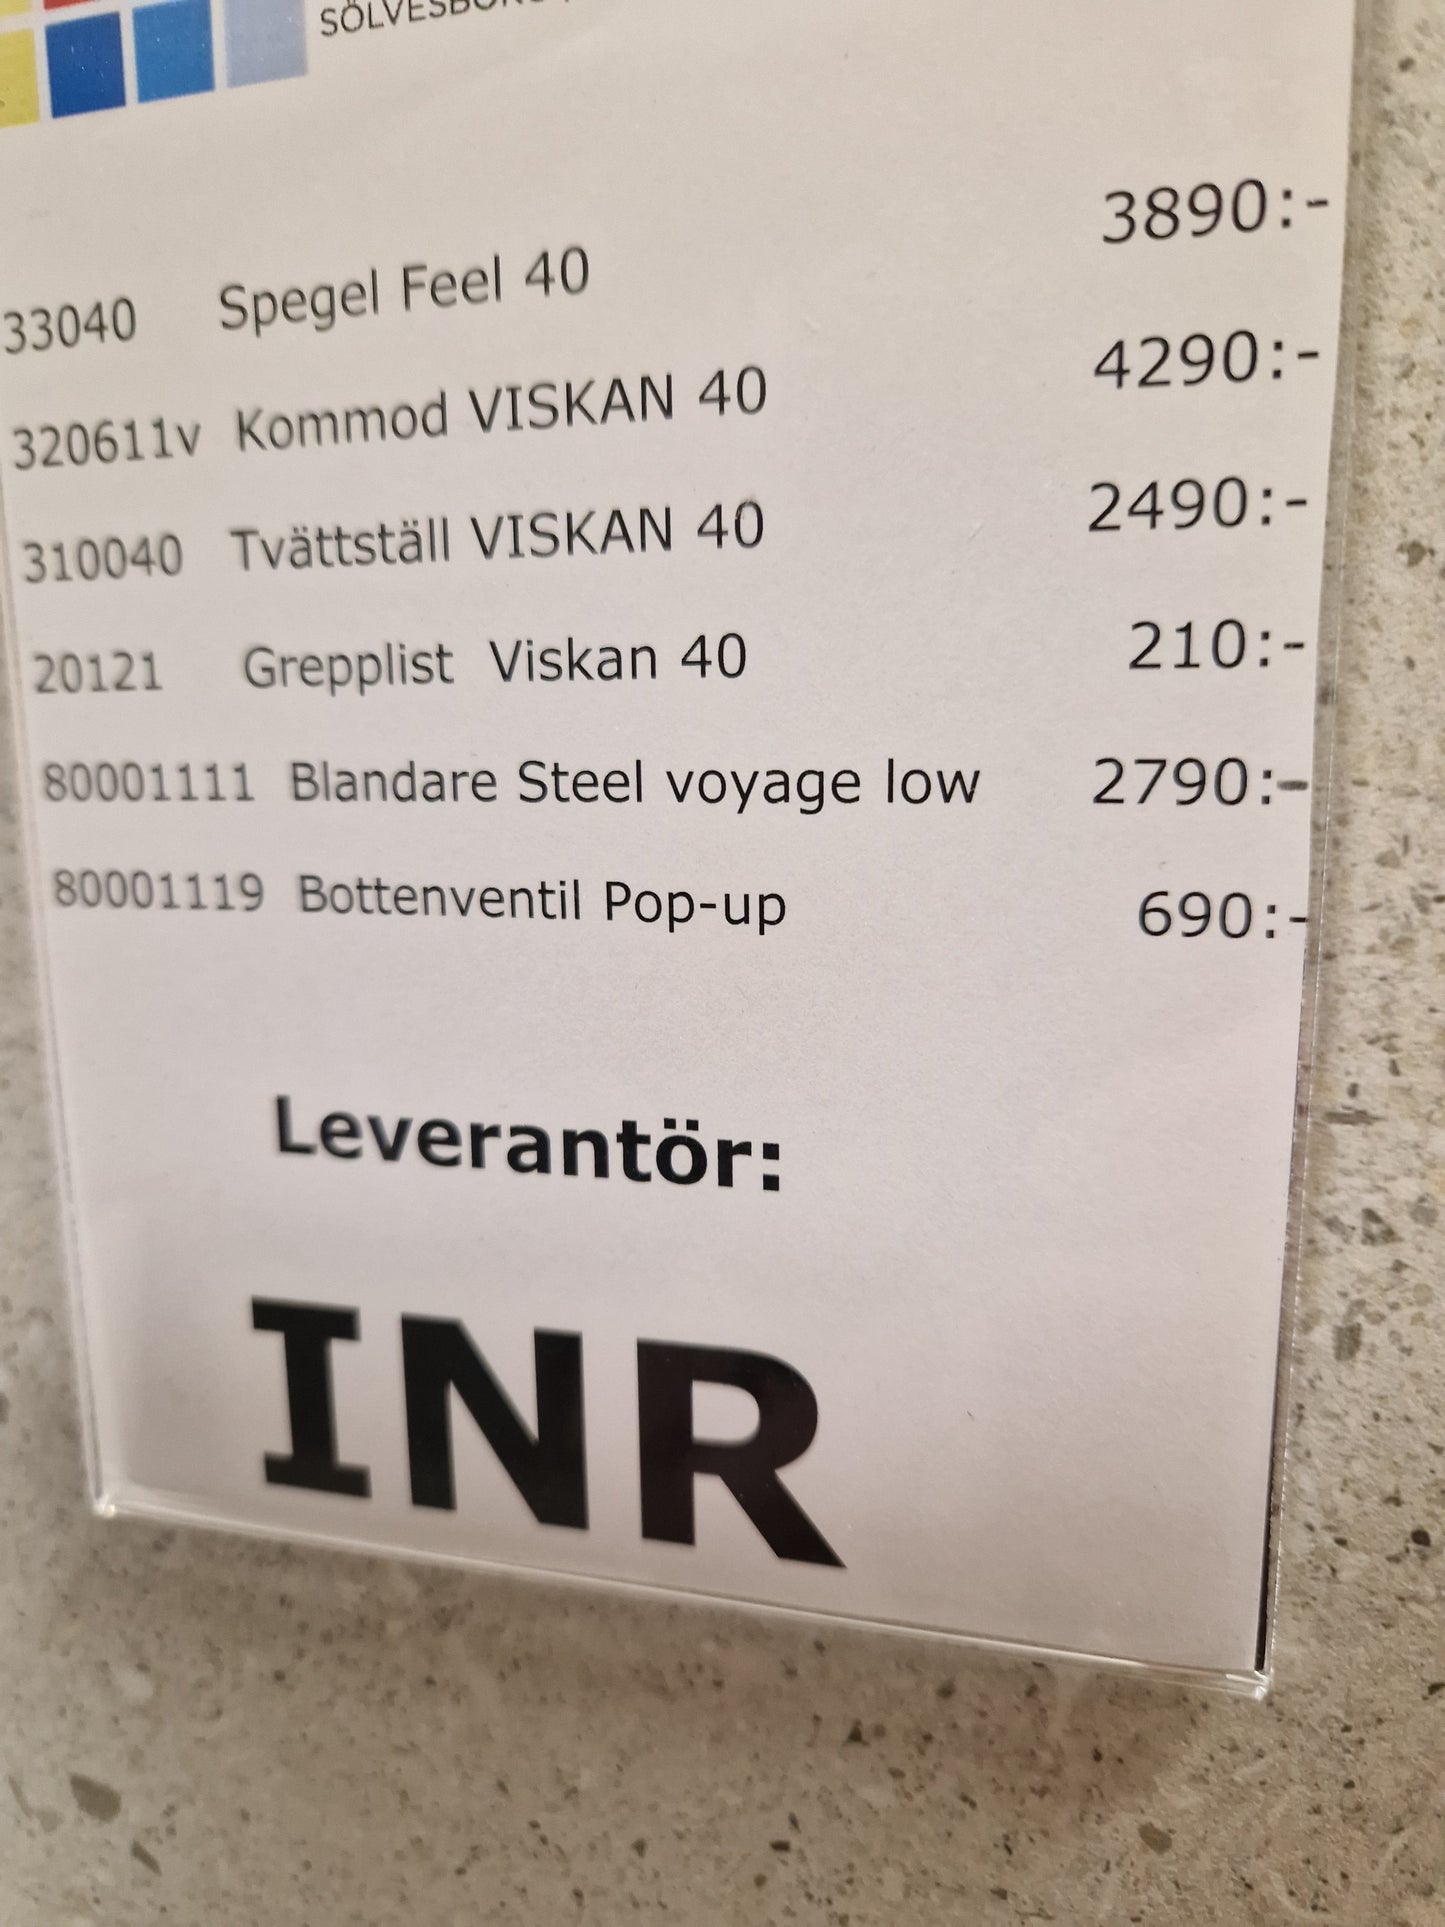 33040 Spegel Feel 40 3890:-
320611v Kommod VISKAN 40 4290:-
310040 Tvättställ VISKAN 40 2490:-
20121 Grepplist Viskan 40 210:-
80001111 Blandare Steel voyage low 2790:-
80001119 Bottenventil Pop-up 690:-
Leverantör:
INR